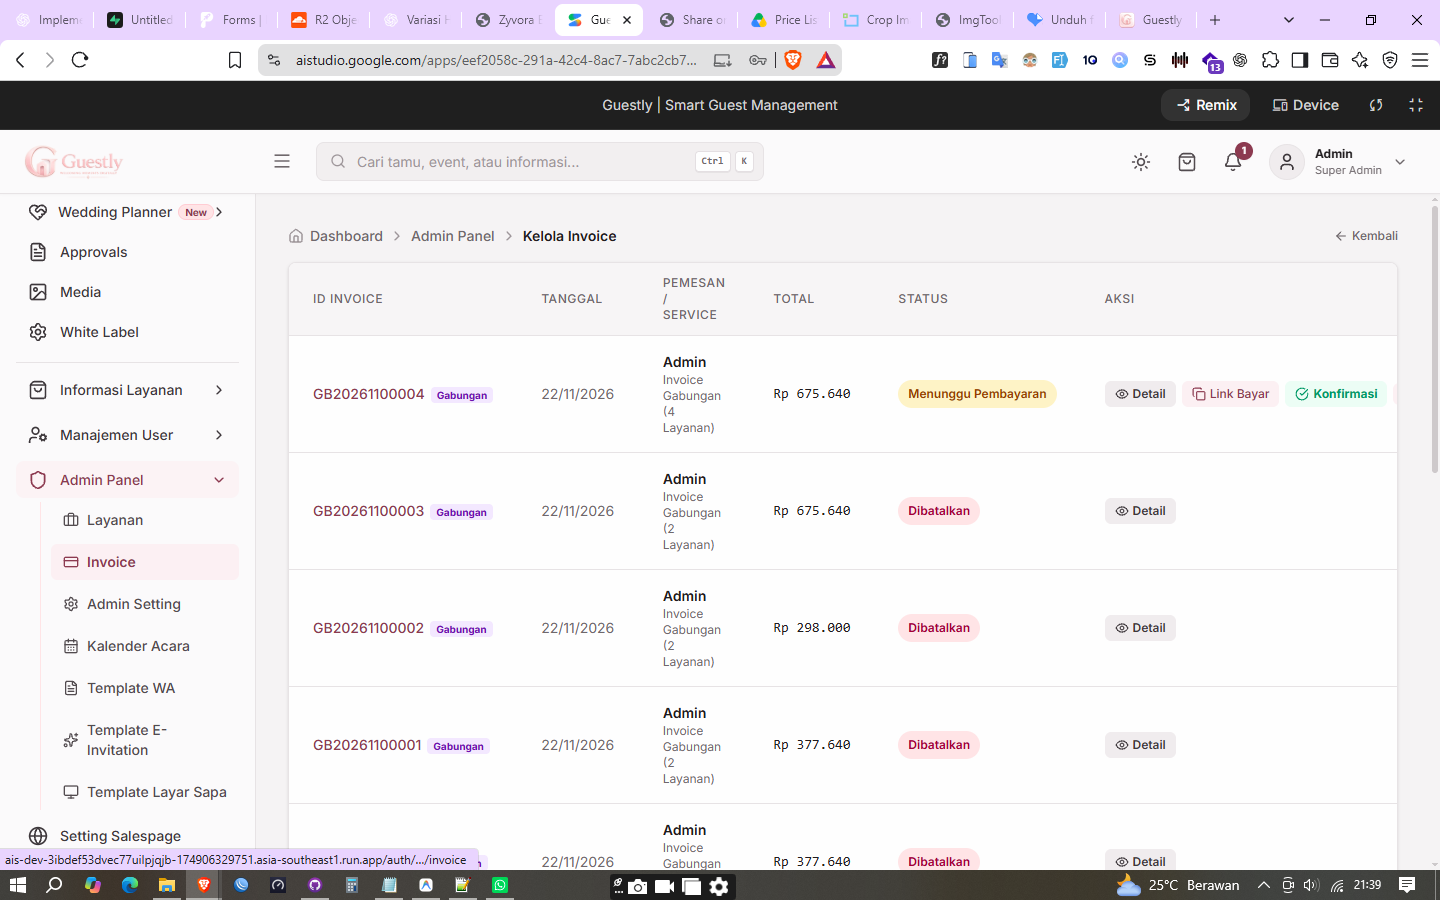 Implem
Untitled
Forms |
R2 Obje
Variasi H
Zyvora E
Gue
Share or
Price Lis
Crop Im
ImgTool
Unduh f
Guestly
aistudio.google.com/apps/eef2058c-291a-42c4-8ac7-7abc2cb7...
13
Guestly | Smart Guest Management
Remix
Device
Guestly
Cari tamu, event, atau informasi...
Ctrl K
1
Admin
Super Admin
Wedding Planner New
Approvals
Media
White Label
Informasi Layanan
Manajemen User
Admin Panel
Layanan
Invoice
Admin Setting
Kalender Acara
Template WA
Template E-
Invitation
Template Layar Sapa
Setting Salespage
Dashboard > Admin Panel > Kelola Invoice
Kembali
ID INVOICE
TANGGAL
PEMESAN
/
SERVICE
TOTAL
STATUS
AKSI
GB20261100004 Gabungan
22/11/2026
Admin
Invoice
Gabungan
(4
Layanan)
Rp 675.640
Menunggu Pembayaran
Detail
Link Bayar
Konfirmasi
GB20261100003 Gabungan
22/11/2026
Admin
Invoice
Gabungan
(2
Layanan)
Rp 675.640
Dibatalkan
Detail
GB20261100002 Gabungan
22/11/2026
Admin
Invoice
Gabungan
(2
Layanan)
Rp 298.000
Dibatalkan
Detail
GB20261100001 Gabungan
22/11/2026
Admin
Invoice
Gabungan
(2
Layanan)
Rp 377.640
Dibatalkan
Detail
22/11/2026
Admin
Invoice
Gabungan
Rp 377.640
Dibatalkan
Detail
ais-dev-3ibdef53dvec77uilpjqjb-174906329751.asia-southeast1.run.app/auth/.../invoice
25°C Berawan
21:39